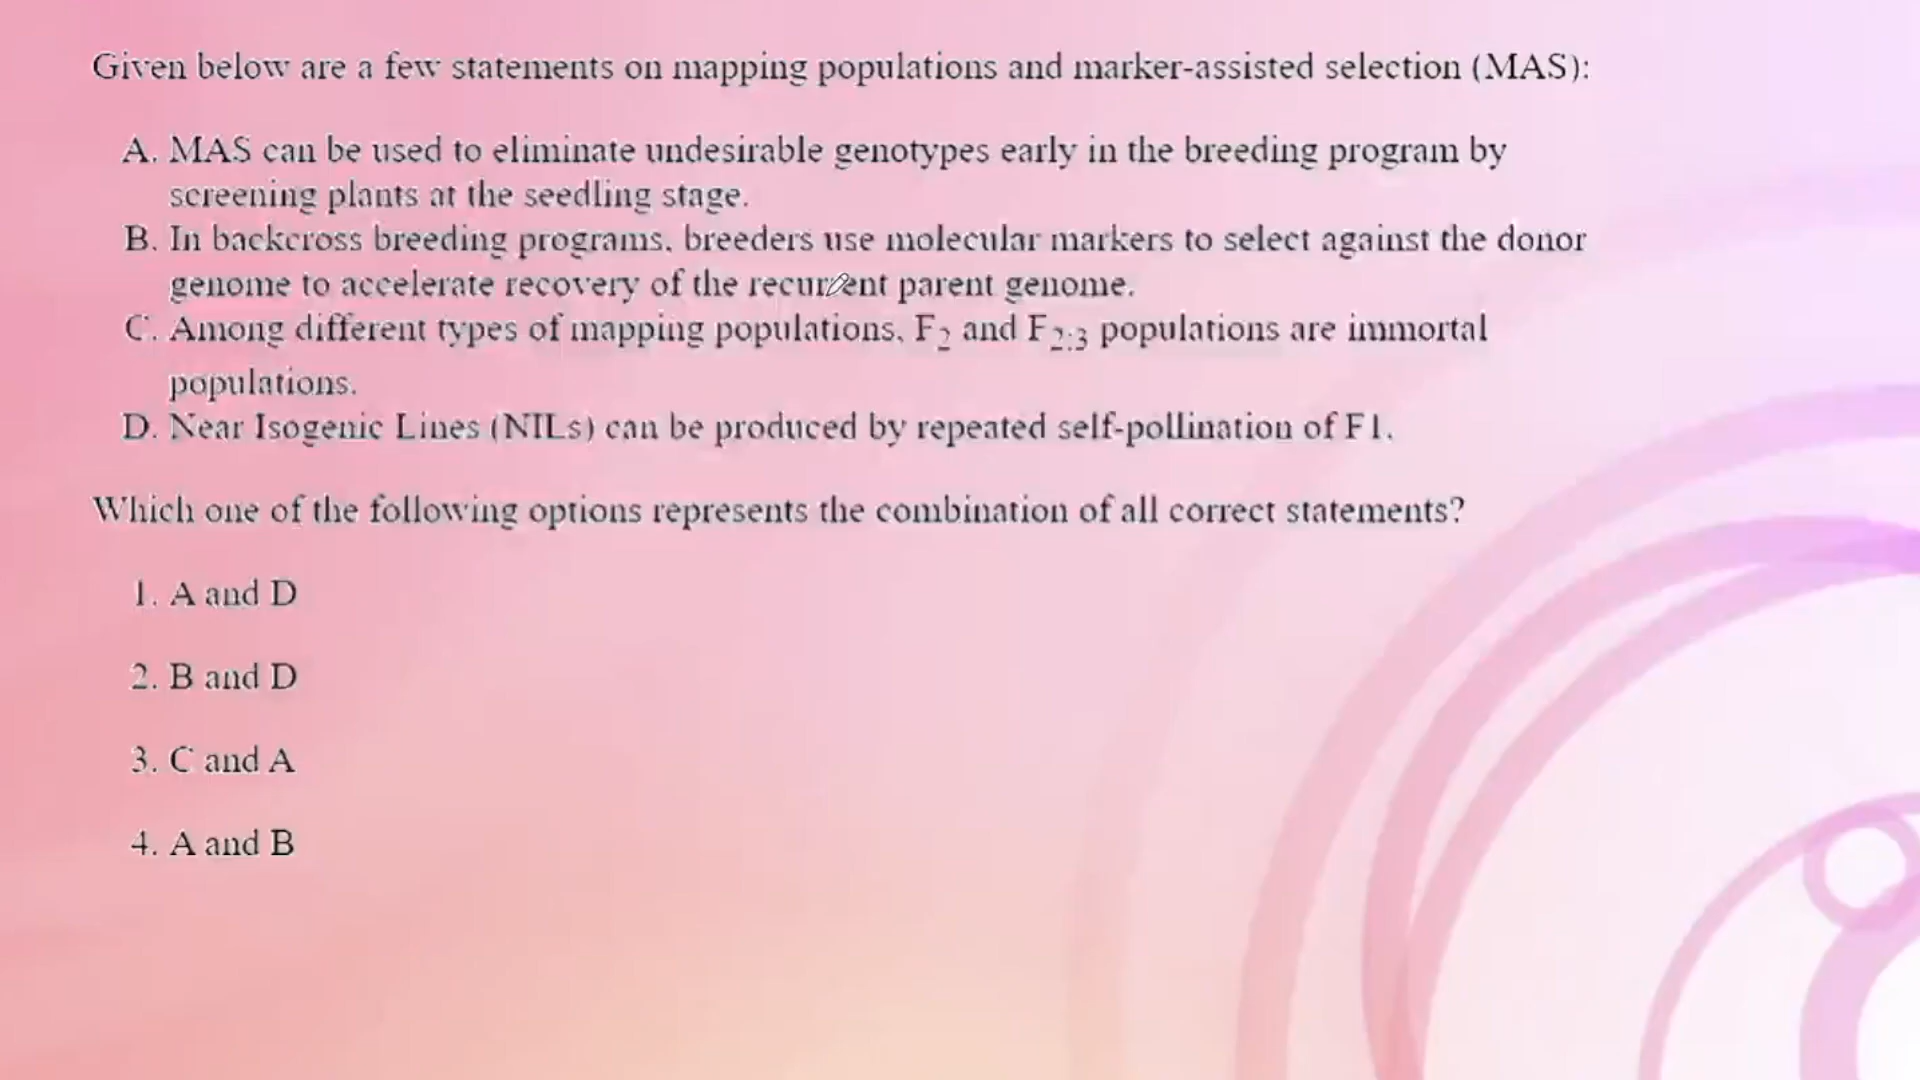 Given below are a few statements on mapping populations and marker-assisted selection (MAS):
A. MAS can be used to eliminate undesirable genotypes early in the breeding program by
screening plants at the seedling stage.
B. In backcross breeding programs, breeders use molecular markers to select against the donor
genome to accelerate recovery of the recurrent parent genome.
C. Among different types of mapping populations, F2 and F2:3 populations are immortal
populations.
D. Near Isogenic Lines (NILs) can be produced by repeated self-pollination of F1.
Which one of the following options represents the combination of all correct statements?
1. A and D
2. B and D
3. C and A
4. A and B